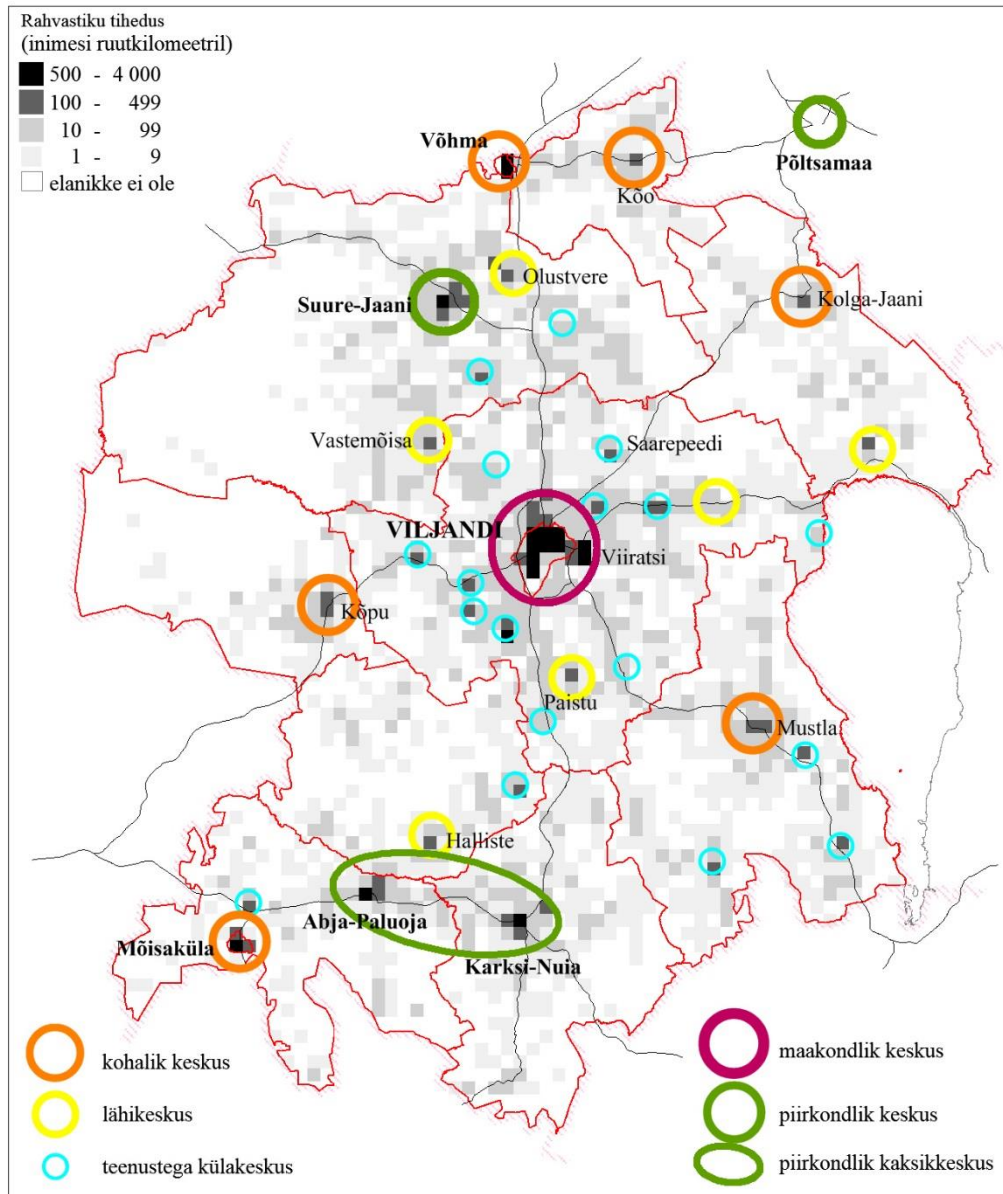 Rahvastiku tihedus
(inimesi ruutkilomeetril)
500 - 4 000
100 - 499
10 - 99
1 - 9
elanikke ei ole
Võhma
Põltsamaa
Kõo
Olustvere
Suure-Jaani
Kolga-Jaani
Vastemõisa
Saarepeedi
VILJANDI
Viiratsi
Kõpu
Paistu
Mustla
Halliste
Abja-Paluoja
Mõisaküla
Karksi-Nuia
kohalik keskus
lähikeskus
teenustega külakeskus
maakondlik keskus
piirkondlik keskus
piirkondlik kaksikkeskus